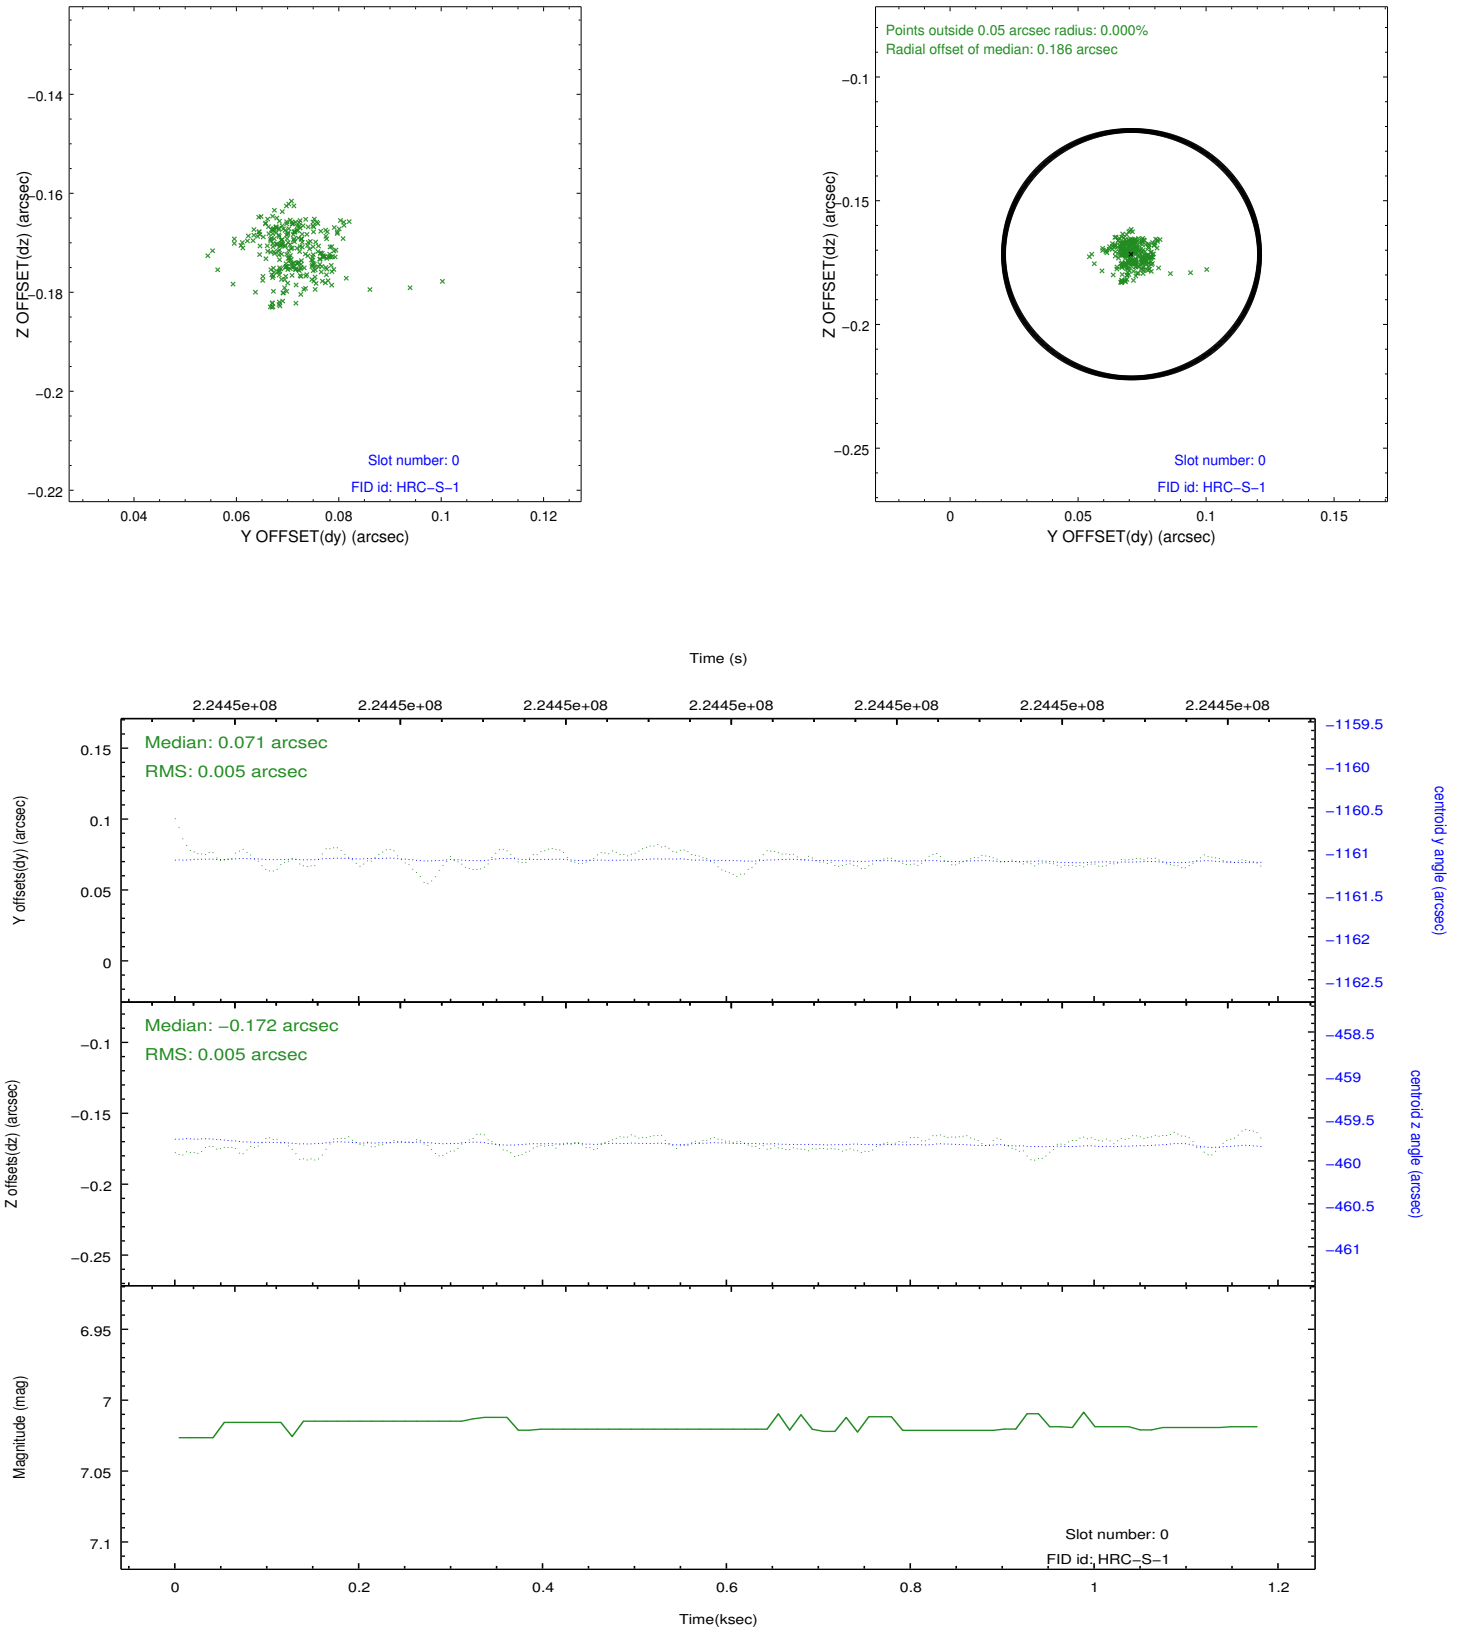 −0.14
−0.16
−0.18
−0.2
−0.22
Z OFFSET(dz) (arcsec)
Slot number: 0
FID id: HRC−S−1
0.04 0.06 0.08 0.1 0.12
Y OFFSET(dy) (arcsec)
Points outside 0.05 arcsec radius: 0.000%
Radial offset of median: 0.186 arcsec
−0.1
−0.15
−0.2
−0.25
Z OFFSET(dz) (arcsec)
Slot number: 0
FID id: HRC−S−1
0 0.05 0.1 0.15
Y OFFSET(dy) (arcsec)
Time (s)
2.2445e+08 2.2445e+08 2.2445e+08 2.2445e+08 2.2445e+08 2.2445e+08 2.2445e+08
Median: 0.071 arcsec
RMS: 0.005 arcsec
0.15
0.1
0.05
0
Y offsets(dy) (arcsec)
−1159.5
−1160
−1160.5
−1161
−1161.5
−1162
−1162.5
centroid y angle (arcsec)
Median: −0.172 arcsec
RMS: 0.005 arcsec
−0.1
−0.15
−0.2
−0.25
Z offsets(dz) (arcsec)
−458.5
−459
−459.5
−460
−460.5
−461
centroid z angle (arcsec)
6.95
7
7.05
7.1
Magnitude (mag)
Slot number: 0
FID id: HRC−S−1
0 0.2 0.4 0.6 0.8 1 1.2
Time(ksec)